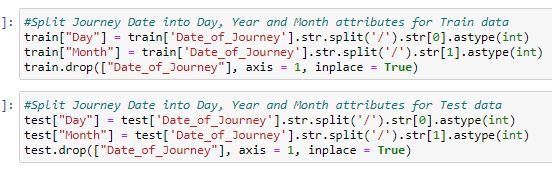 ]: #Split Journey Date into Day, Year and Month attributes for Train data
train["Day"] = train['Date_of_Journey'].str.split('/').str[0].astype(int)
train["Month"] = train['Date_of_Journey'].str.split('/').str[1].astype(int)
train.drop(["Date_of_Journey"], axis = 1, inplace = True)
]: #Split Journey Date into Day, Year and Month attributes for Test data
test["Day"] = test['Date_of_Journey'].str.split('/').str[0].astype(int)
test["Month"] = test['Date_of_Journey'].str.split('/').str[1].astype(int)
test.drop(["Date_of_Journey"], axis = 1, inplace = True)